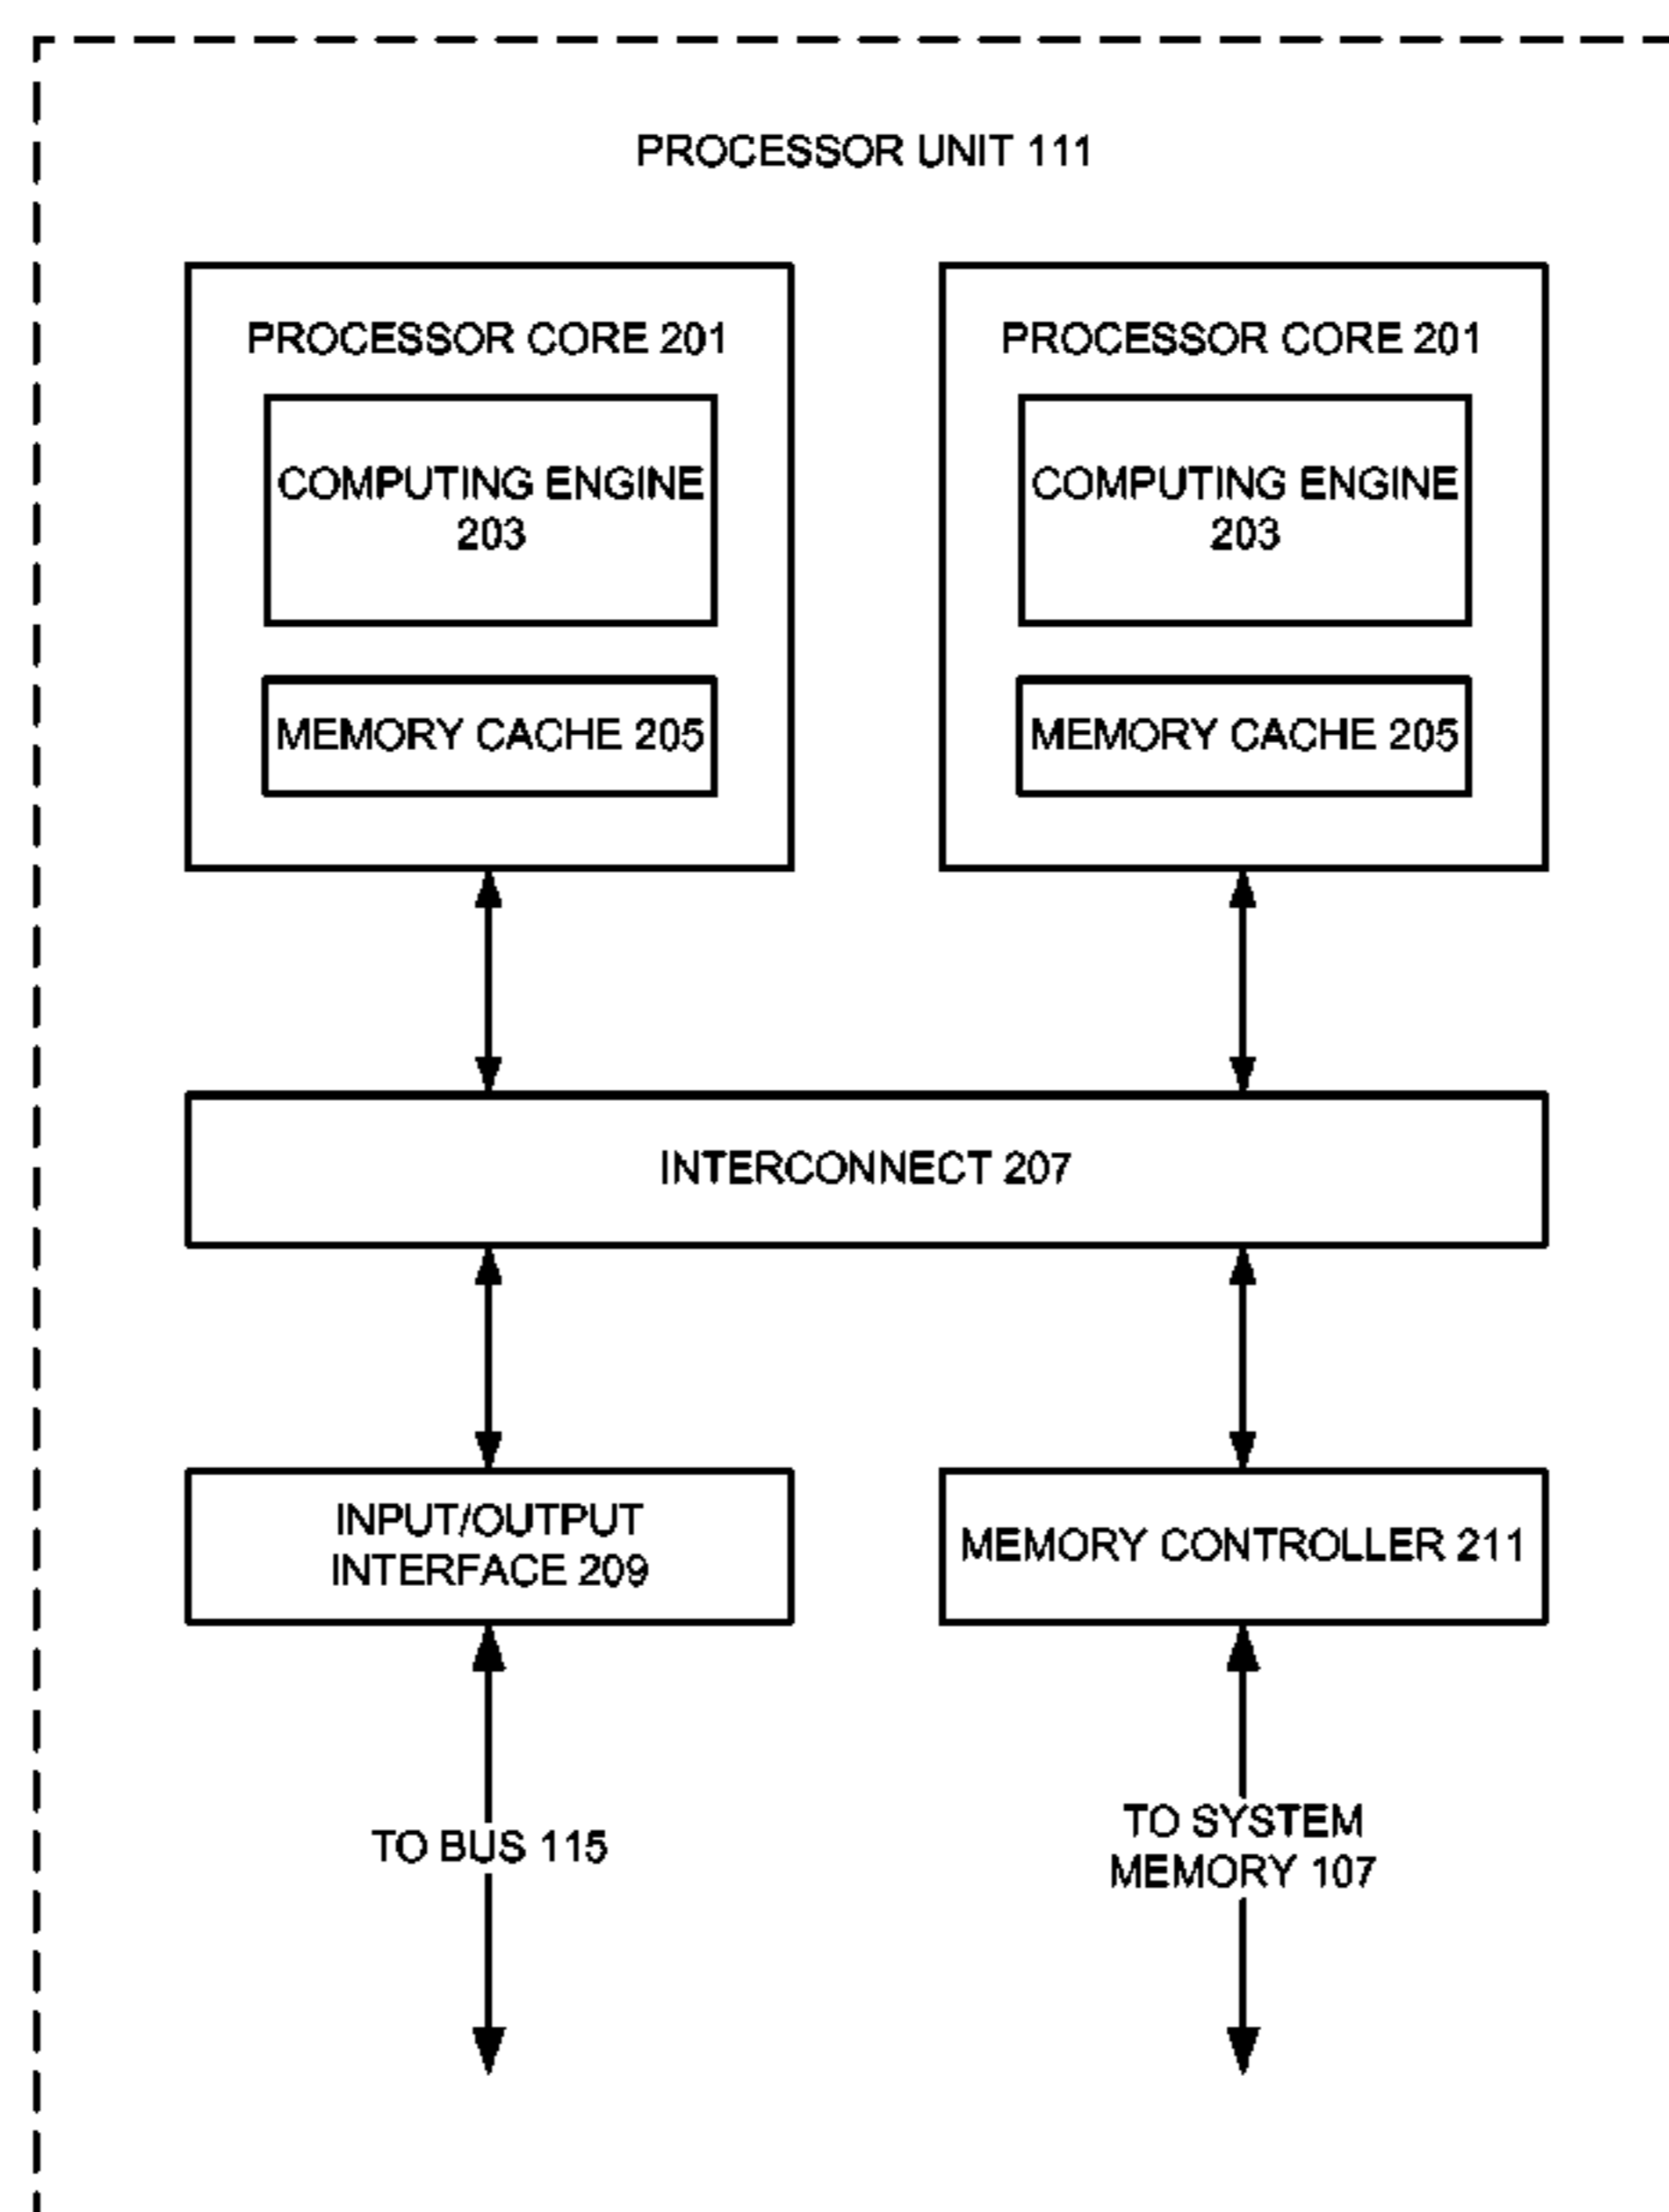 PROCESSOR UNIT 111
PROCESSOR CORE 201
COMPUTING ENGINE
203
MEMORY CACHE 205
PROCESSOR CORE 201
COMPUTING ENGINE
203
MEMORY CACHE 205
INTERCONNECT 207
INPUT/OUTPUT
INTERFACE 209
MEMORY CONTROLLER 211
TO BUS 115
TO SYSTEM
MEMORY 107